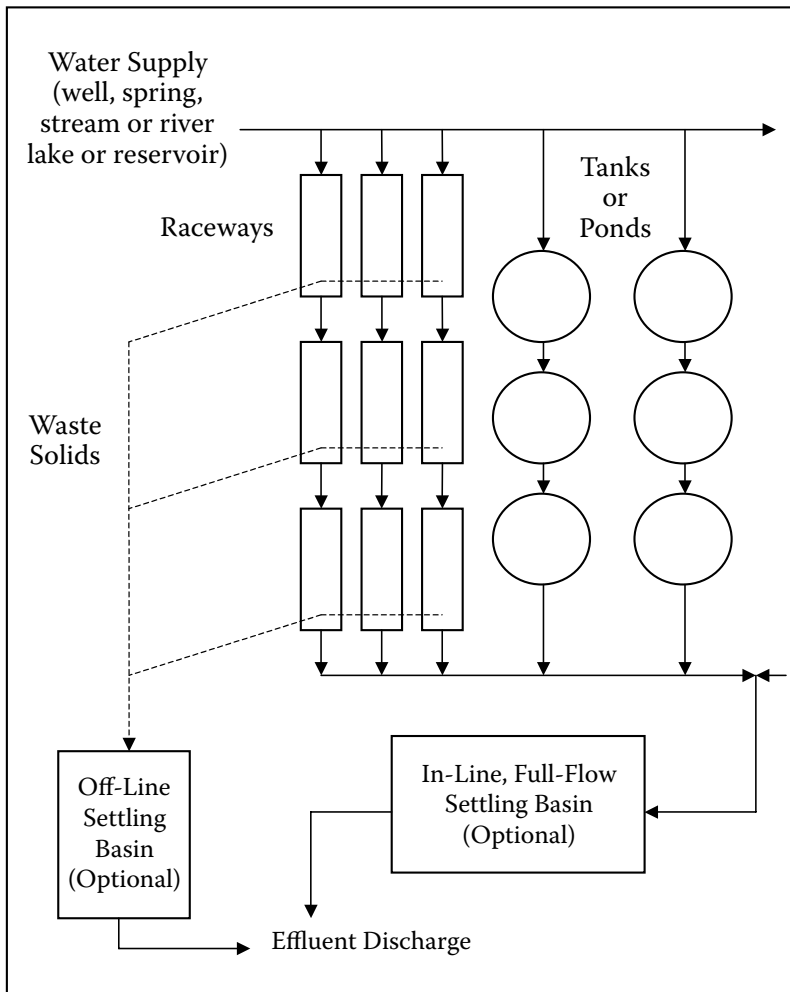 Water Supply
(well, spring,
stream or river
lake or reservoir)
Raceways
Tanks
or
Ponds
Waste
Solids
Off-Line
Settling
Basin
(Optional)
In-Line, Full-Flow
Settling Basin
(Optional)
Effluent Discharge